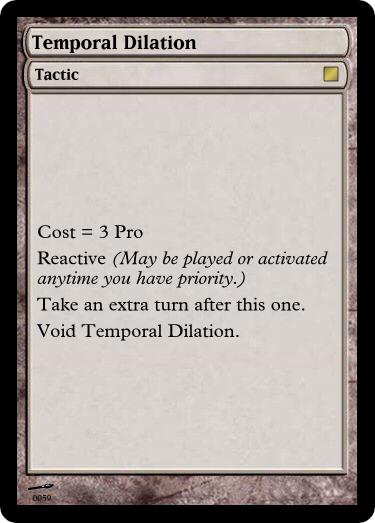 Temporal Dilation
Tactic
Cost = 3 Pro
Reactive (May be played or activated
anytime you have priority.)
Take an extra turn after this one.
Void Temporal Dilation.
0059